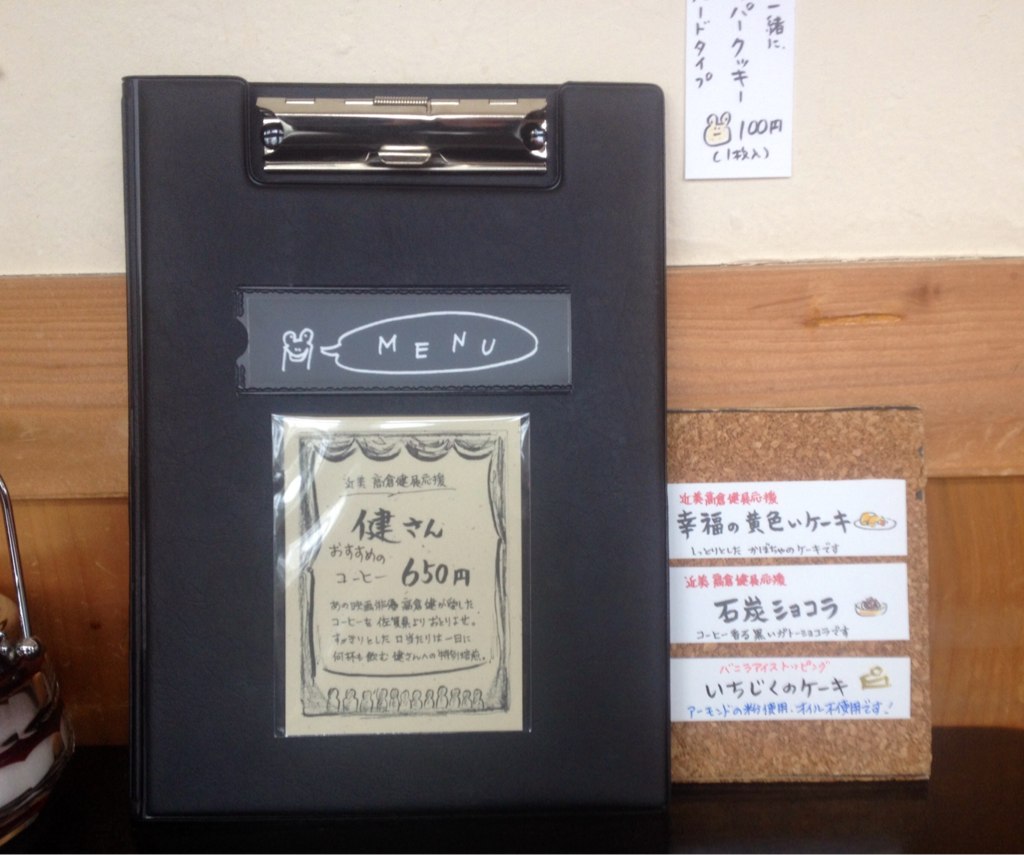 一緒に、
パークッキー
ードタイプ
100円
(1枚入)
MENU
近美 高倉健展応援
健さん
おすすめの
コーヒー 650円
あの映画俳優 高倉健が愛した
コーヒーを 佐賀県よりおとりよせ。
すっきりとした口当たりは一日に
何杯も飲む 健さんへの特別焙煎。
近美高倉健展応援
幸福の黄色いケーキ
しっとりとした かぼちゃのケーキです
近美 高倉健展応援
石炭ショコラ
コーヒー香る黒いガトーショコラです
バニラアイストッピング
いちじくのケーキ
アーモンドの粉使用、オイル不使用です!